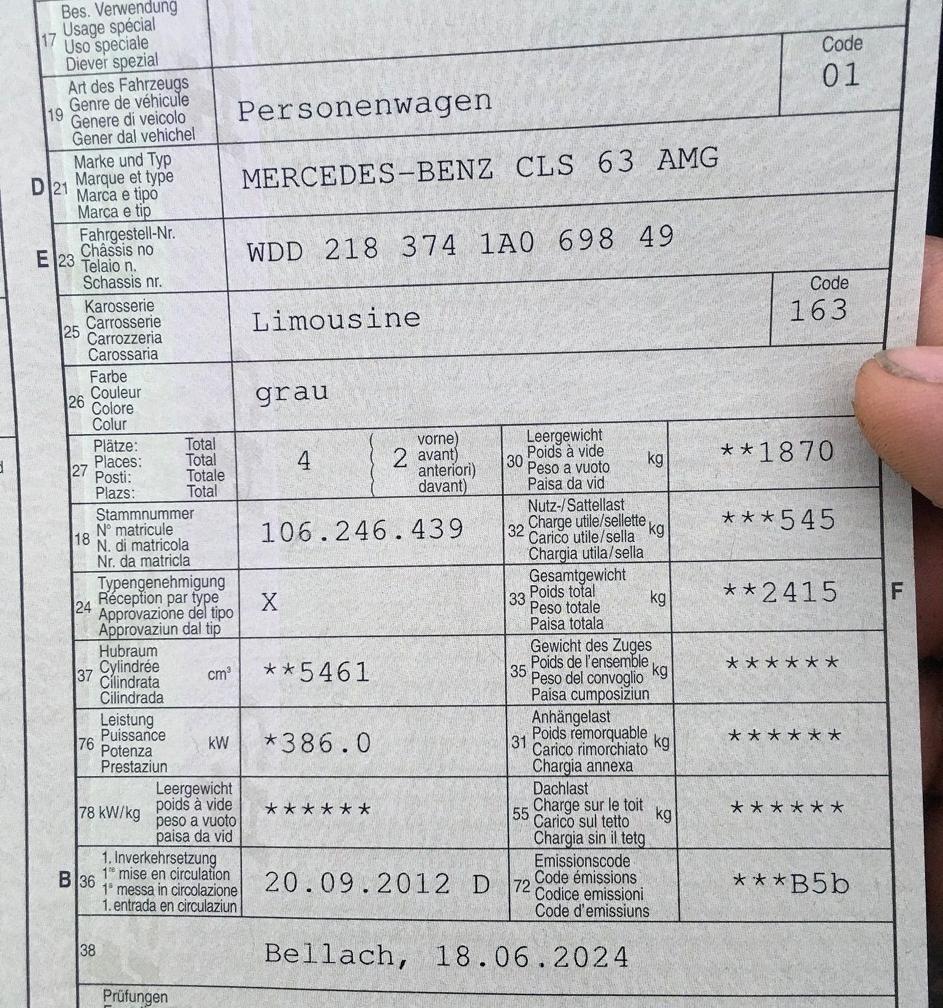 Bes. Verwendung
17 Usage spécial
Uso speciale
Diever spezial
Art des Fahrzeugs
19 Genre de véhicule
Genere di veicolo
Gener dal vehichel
Personenwagen
Code
01
Marke und Typ
D 21 Marque et type
Marca e tipo
Marca e tip
MERCEDES-BENZ CLS 63 AMG
Fahrgestell-Nr.
E 23 Châssis no
Telaio n.
Schassis nr.
WDD 218 374 1A0 698 49
Karosserie
25 Carrosserie
Carrozzeria
Carossaria
Limousine
Code
163
Farbe
26 Couleur
Colore
Colur
grau
Plätze: Total
27 Places: Total
Posti: Totale
Plazs: Total
4 ( 2 vorne)
( avant)
( anteriori)
( davant)
Leergewicht
30 Poids à vide kg
Peso a vuoto
Paisa da vid
**1870
Stammnummer
18 N° matricule
N. di matricola
Nr. da matricla
106.246.439
Nutz-/Sattellast
32 Charge utile/sellette kg
Carico utile/sella
Chargia utila/sella
***545
Typengenehmigung
24 Réception par type
Approvazione del tipo
Approvaziun dal tip
X
Gesamtgewicht
33 Poids total kg
Peso totale
Paisa totala
**2415 F
Hubraum
37 Cylindrée cm³
Cilindrata
Cilindrada
**5461
Gewicht des Zuges
35 Poids de l'ensemble kg
Peso del convoglio
Paisa cumposiziun
******
Leistung
76 Puissance kW
Potenza
Prestaziun
*386.0
Anhängelast
31 Poids remorquable kg
Carico rimorchiato
Chargia annexa
******
Leergewicht
78 kW/kg poids à vide
peso a vuoto
paisa da vid
******
Dachlast
55 Charge sur le toit kg
Carico sul tetto
Chargia sin il tetg
******
1. Inverkehrsetzung
B 36 1re mise en circulation
1a messa in circolazione
1. entrada en circulaziun
20.09.2012 D
Emissionscode
72 Code émissions
Codice emissioni
Code d'emissiuns
***B5b
38 Bellach, 18.06.2024
Prüfungen